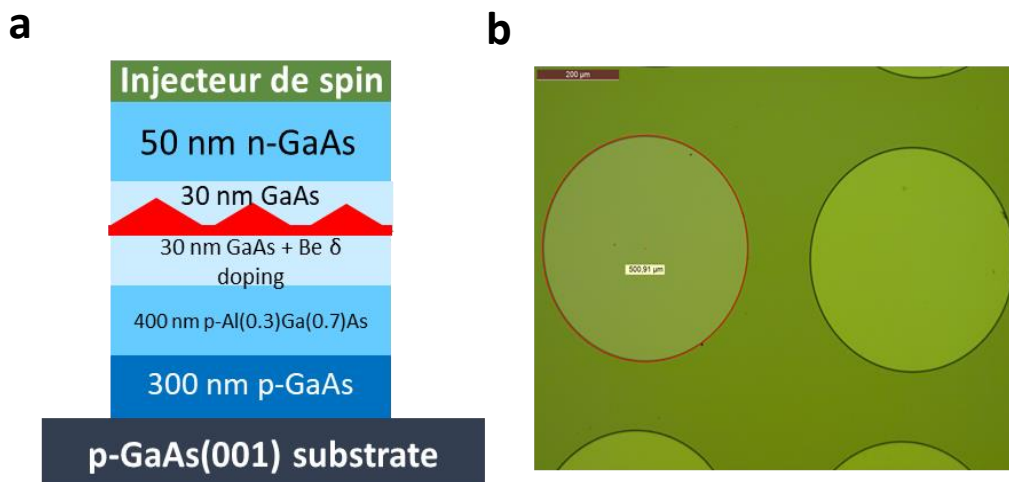 a
Injecteur de spin
50 nm n-GaAs
30 nm GaAs
30 nm GaAs + Be δ
doping
400 nm p-Al(0.3)Ga(0.7)As
300 nm p-GaAs
p-GaAs(001) substrate
b
200 µm
500,91 µm